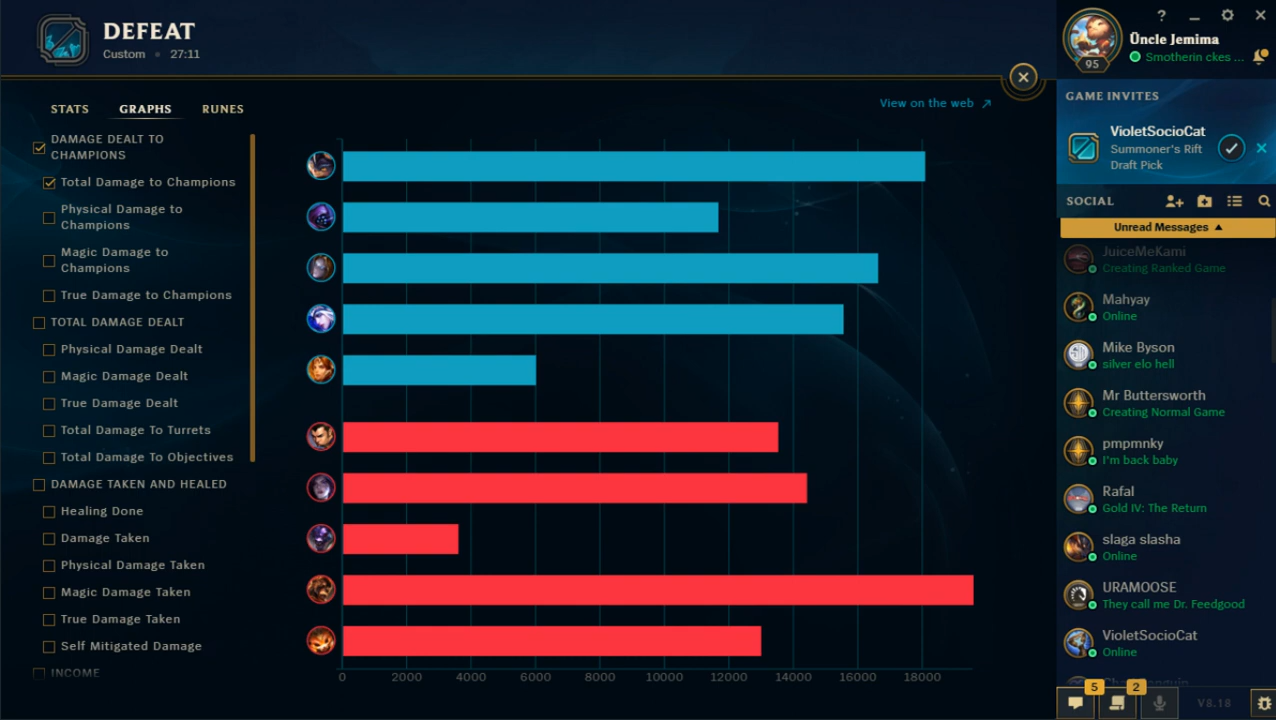 DEFEAT
Custom • 27:11
STATS GRAPHS RUNES
View on the web
DAMAGE DEALT TO
CHAMPIONS
Total Damage to Champions
Physical Damage to
Champions
Magic Damage to
Champions
True Damage to Champions
TOTAL DAMAGE DEALT
Physical Damage Dealt
Magic Damage Dealt
True Damage Dealt
Total Damage To Turrets
Total Damage To Objectives
DAMAGE TAKEN AND HEALED
Healing Done
Damage Taken
Physical Damage Taken
Magic Damage Taken
True Damage Taken
Self Mitigated Damage
INCOME
0 2000 4000 6000 8000 10000 12000 14000 16000 18000
?
Ûncle Jemima
95
Smotherin ckes ...
GAME INVITES
VioletSocioCat
Summoner's Rift
Draft Pick
SOCIAL
Unread Messages
JuiceMeKami
Creating Ranked Game
Mahyay
Online
Mike Byson
silver elo hell
Mr Buttersworth
Creating Normal Game
pmpmnky
I'm back baby
Rafal
Gold IV: The Return
slaga slasha
Online
URAMOOSE
They call me Dr. Feedgood
VioletSocioCat
Online
5 2
V8.18